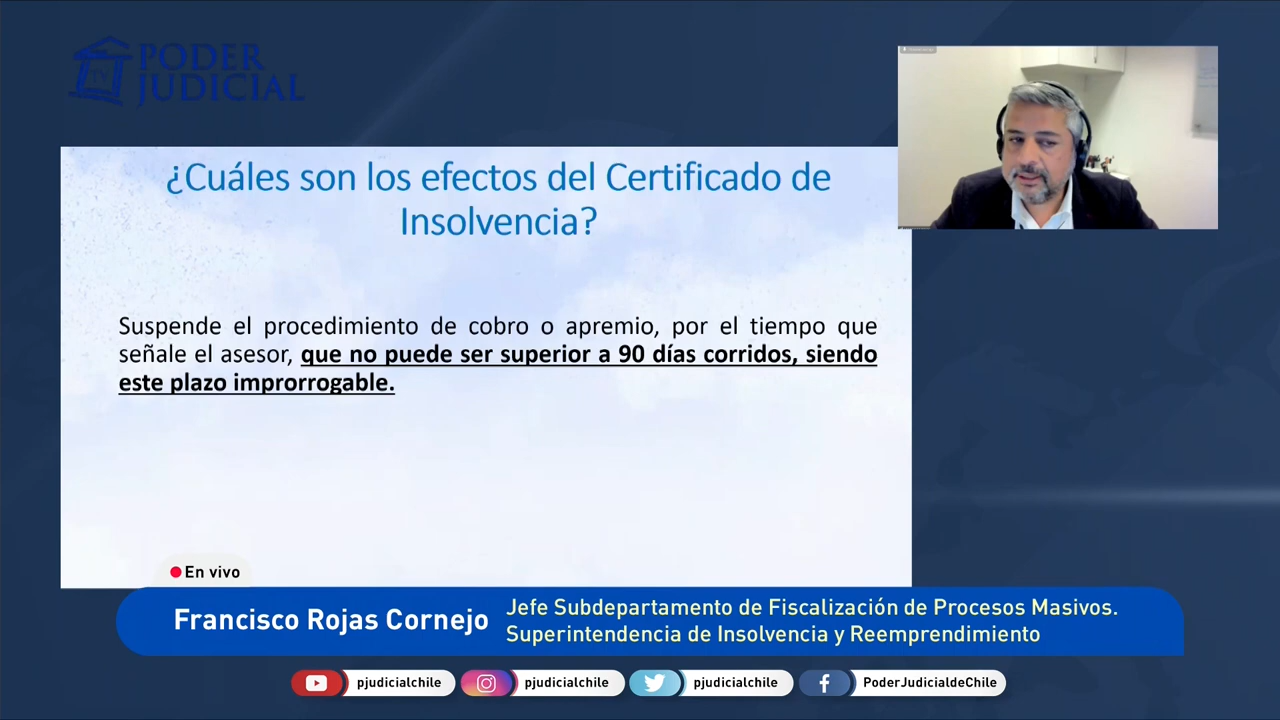 PODER
TV
JUDICIAL
¿Cuáles son los efectos del Certificado de
Insolvencia?
Suspende el procedimiento de cobro o apremio, por el tiempo que
señale el asesor, que no puede ser superior a 90 días corridos, siendo
este plazo improrrogable.
En vivo
Francisco Rojas Cornejo
Jefe Subdepartamento de Fiscalización de Procesos Masivos.
Superintendencia de Insolvencia y Reemprendimiento
pjudicialchile
pjudicialchile
pjudicialchile
PoderJudicialdeChile